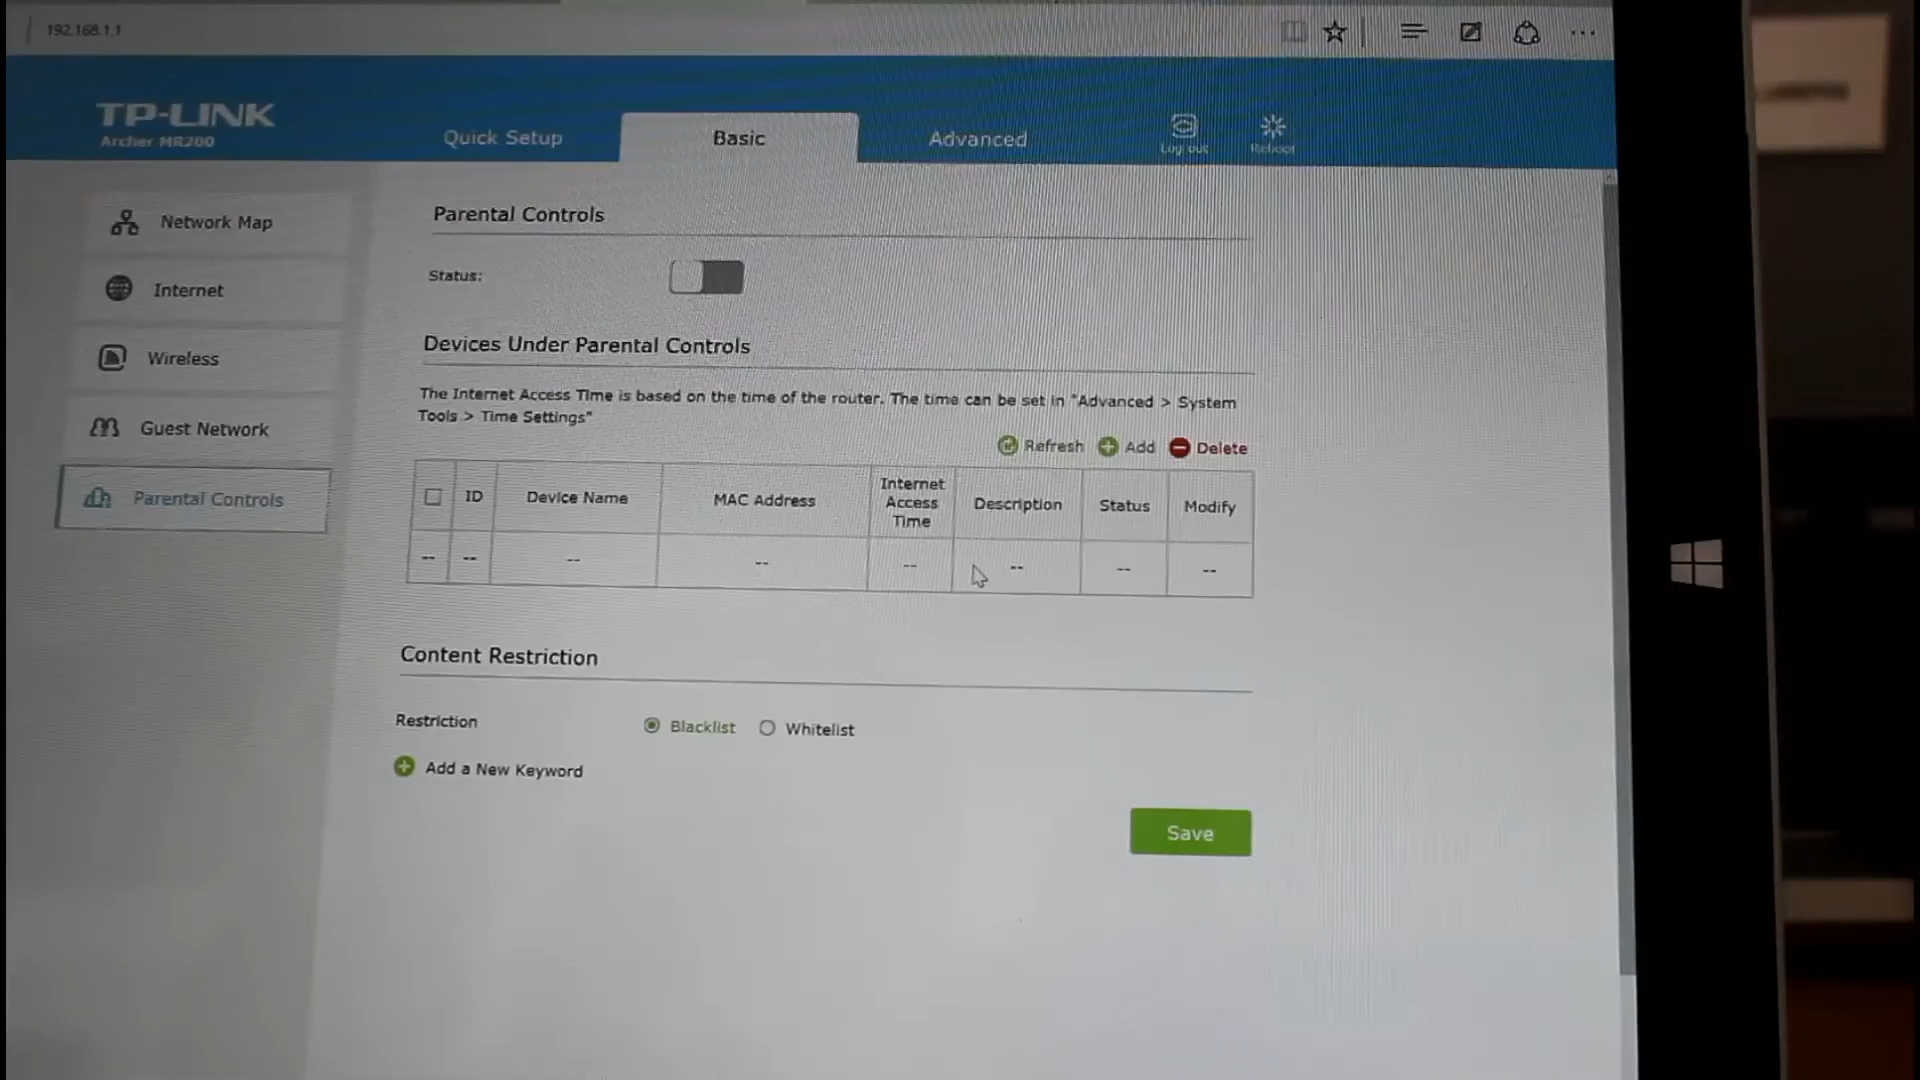 192.168.1.1
TP-LINK
Archer MR200
Quick Setup
Basic
Advanced
Log out
Reboot
Network Map
Internet
Wireless
Guest Network
Parental Controls
Parental Controls
Status:
Devices Under Parental Controls
The Internet Access Time is based on the time of the router. The time can be set in "Advanced > System
Tools > Time Settings"
Refresh
Add
Delete
ID
Device Name
MAC Address
Internet
Access
Time
Description
Status
Modify
-- -- -- -- -- -- -- --
Content Restriction
Restriction
Blacklist
Whitelist
Add a New Keyword
Save